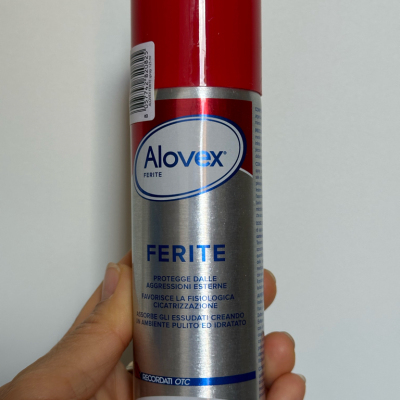 Alovex®
FERITE
FERITE
PROTEGGE DALLE
AGGRESSIONI ESTERNE
FAVORISCE LA FISIOLOGICA
CICATRIZZAZIONE
ASSORBE GLI ESSUDATI CREANDO
UN AMBIENTE PULITO ED IDRATATO
RECORDATI OTC